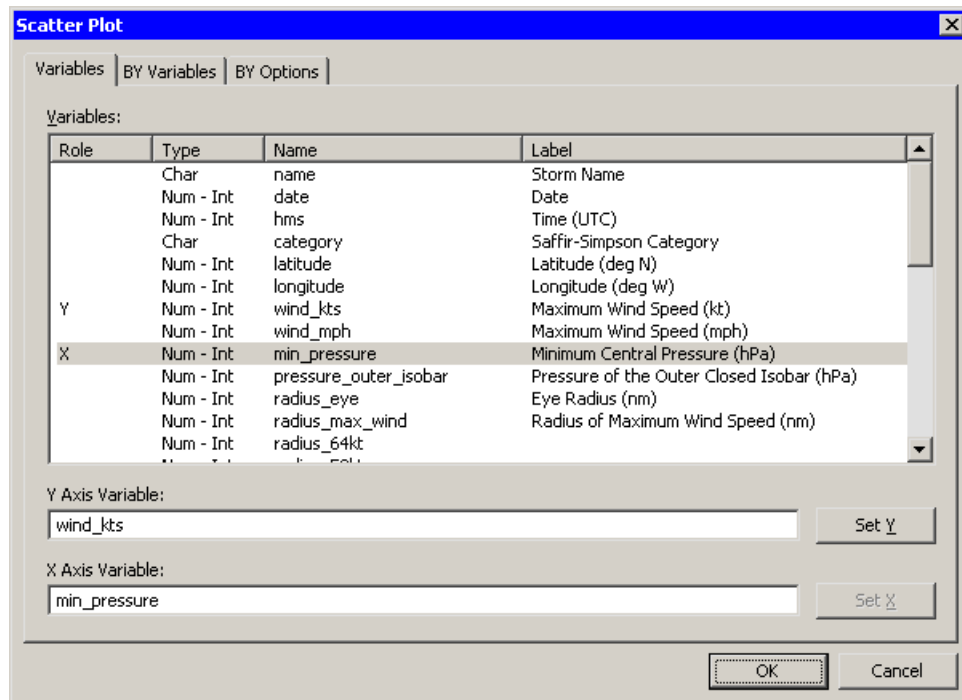 Scatter Plot
Variables BY Variables BY Options
Variables:
Role Type Name Label
Char name Storm Name
Num - Int date Date
Num - Int hms Time (UTC)
Char category Saffir-Simpson Category
Num - Int latitude Latitude (deg N)
Num - Int longitude Longitude (deg W)
Y Num - Int wind_kts Maximum Wind Speed (kt)
Num - Int wind_mph Maximum Wind Speed (mph)
X Num - Int min_pressure Minimum Central Pressure (hPa)
Num - Int pressure_outer_isobar Pressure of the Outer Closed Isobar (hPa)
Num - Int radius_eye Eye Radius (nm)
Num - Int radius_max_wind Radius of Maximum Wind Speed (nm)
Num - Int radius_64kt
Y Axis Variable:
wind_kts Set Y
X Axis Variable:
min_pressure Set X
OK Cancel